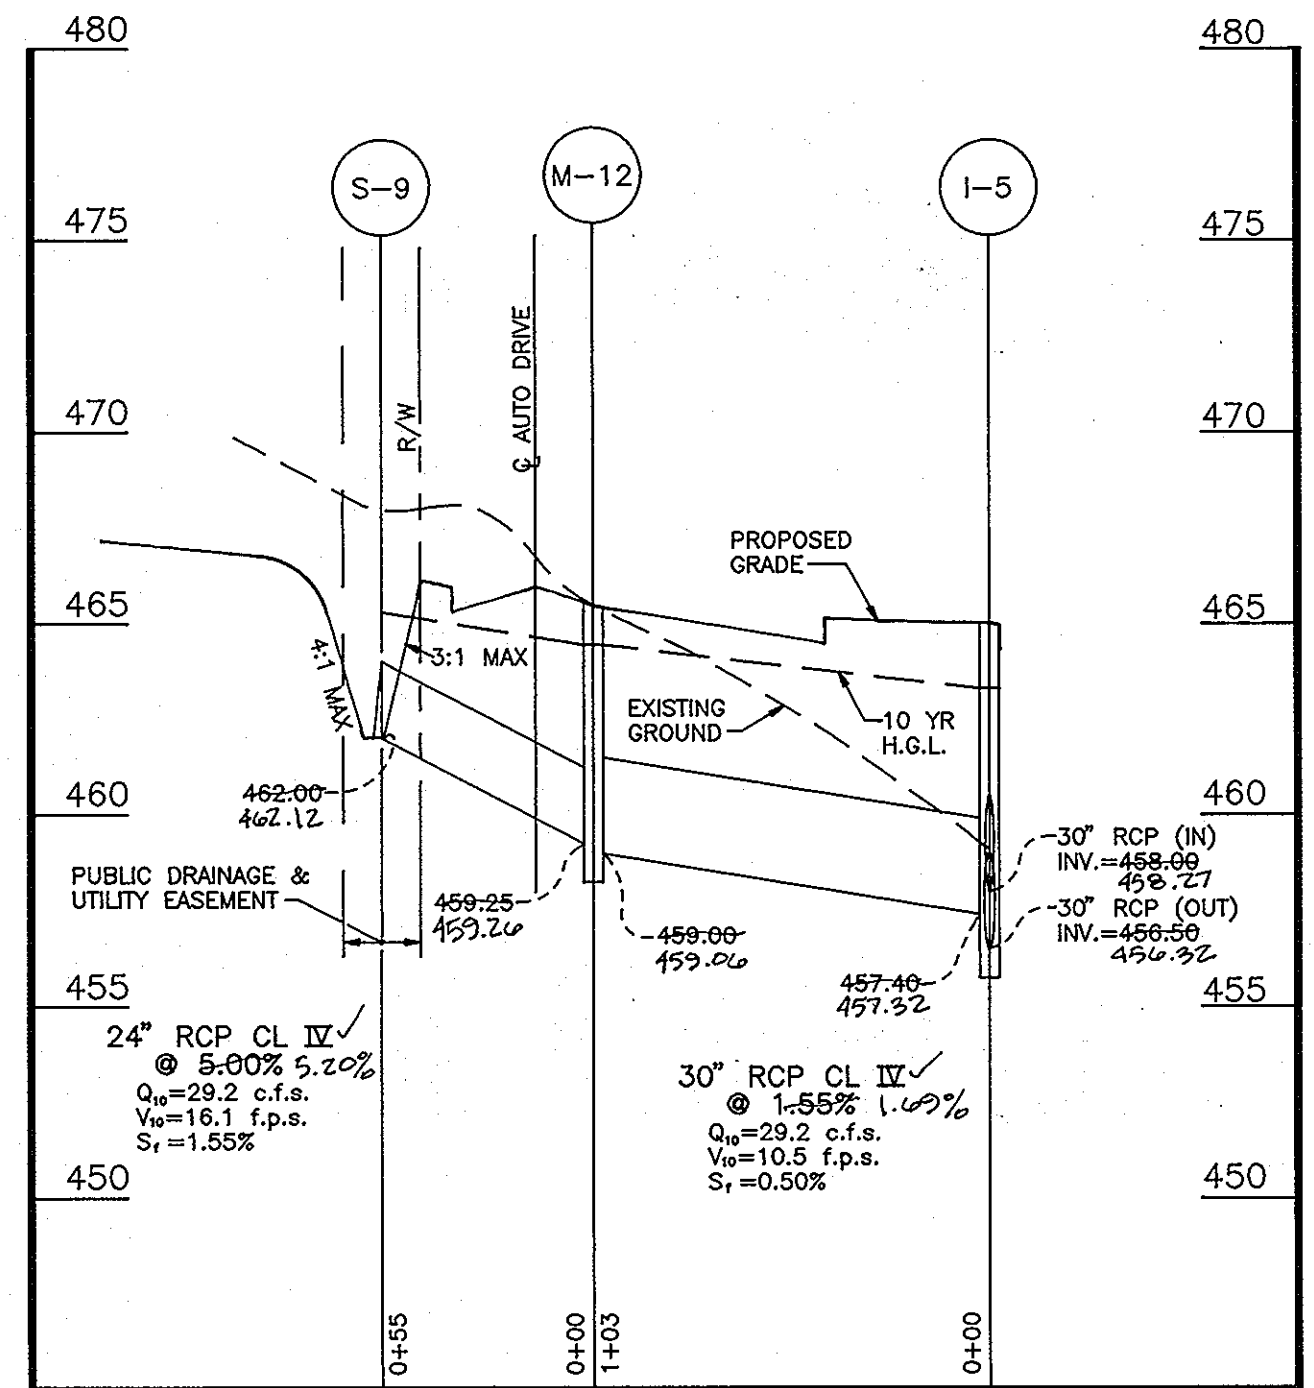 480
480
S-9
M-12
I-5
475
475
470
470
R/W
℄ AUTO DRIVE
PROPOSED
GRADE
465
465
4:1 MAX
3:1 MAX
EXISTING
GROUND
10 YR
H.G.L.
460
460
462.00
462.12
30" RCP (IN)
INV.=458.00
458.27
PUBLIC DRAINAGE &
UTILITY EASEMENT
459.25
459.26
459.00
459.06
30" RCP (OUT)
INV.=456.50
456.32
457.40
457.32
455
455
24" RCP CL IV ✓
@ 5.00% 5.20%
Q₁₀=29.2 c.f.s.
V₁₀=16.1 f.p.s.
Sf=1.55%
30" RCP CL IV ✓
@ 1.55% 1.69%
Q₁₀=29.2 c.f.s.
V₁₀=10.5 f.p.s.
Sf=0.50%
450
450
0+55
0+00
1+03
0+00